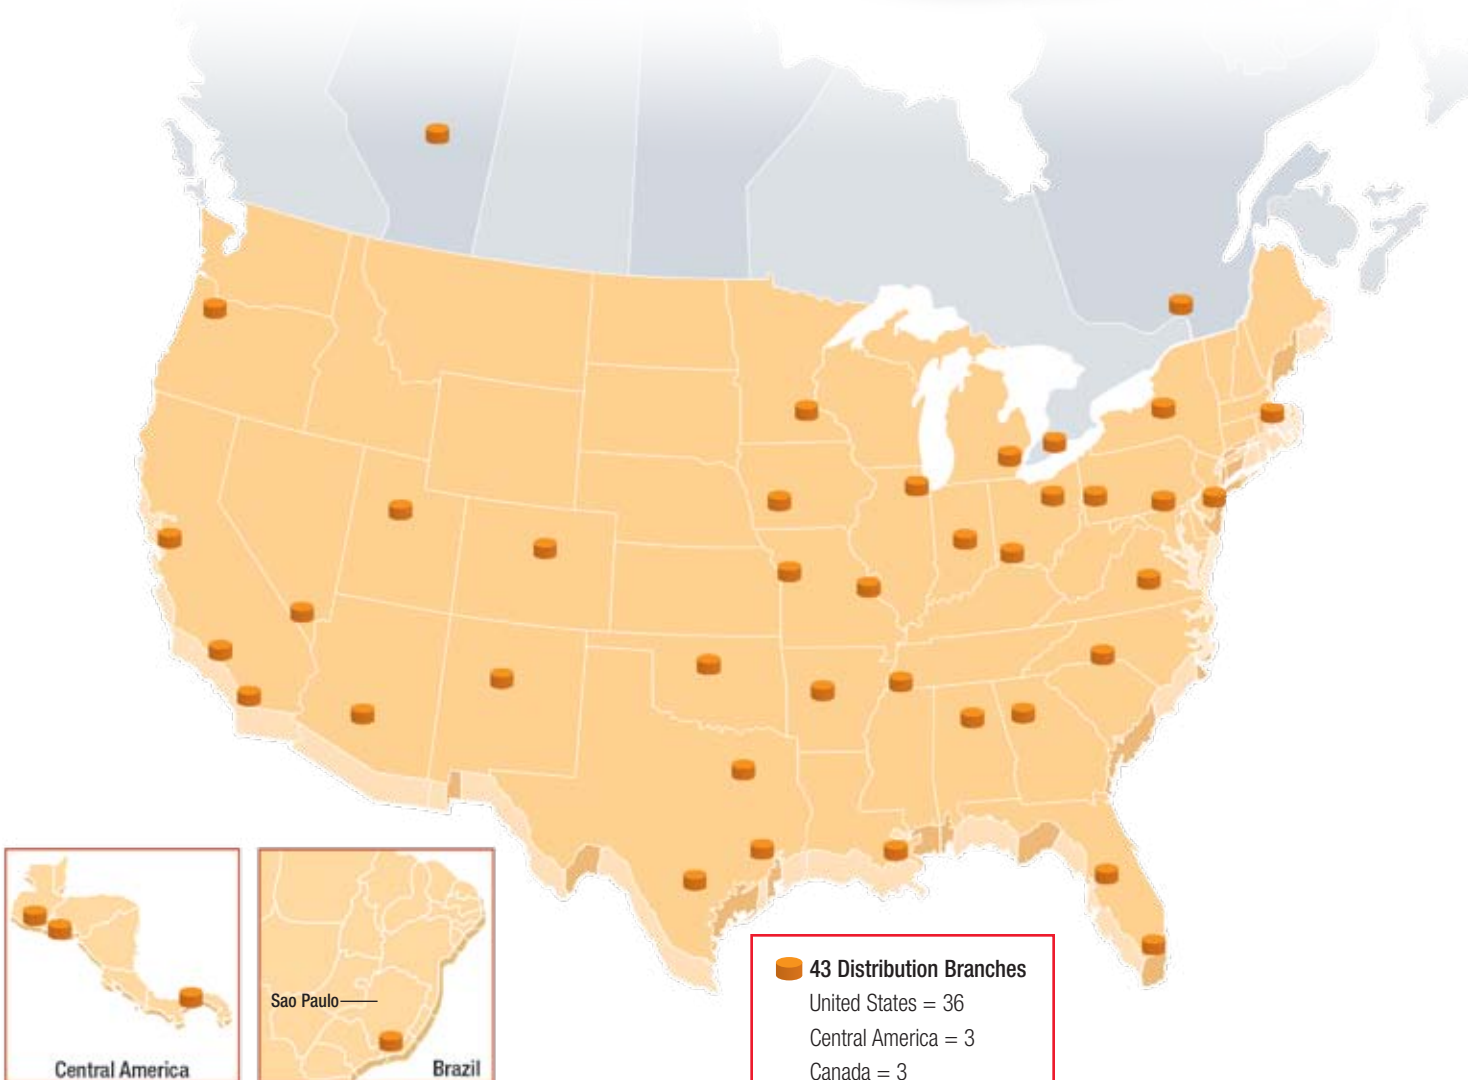 Sao Paulo
Central America
Brazil
43 Distribution Branches
United States = 36
Central America = 3
Canada = 3